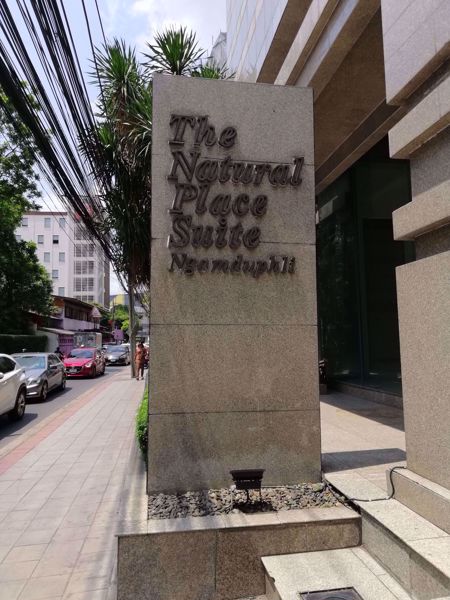 The
Natural
Place
Suite
Ngamduphli